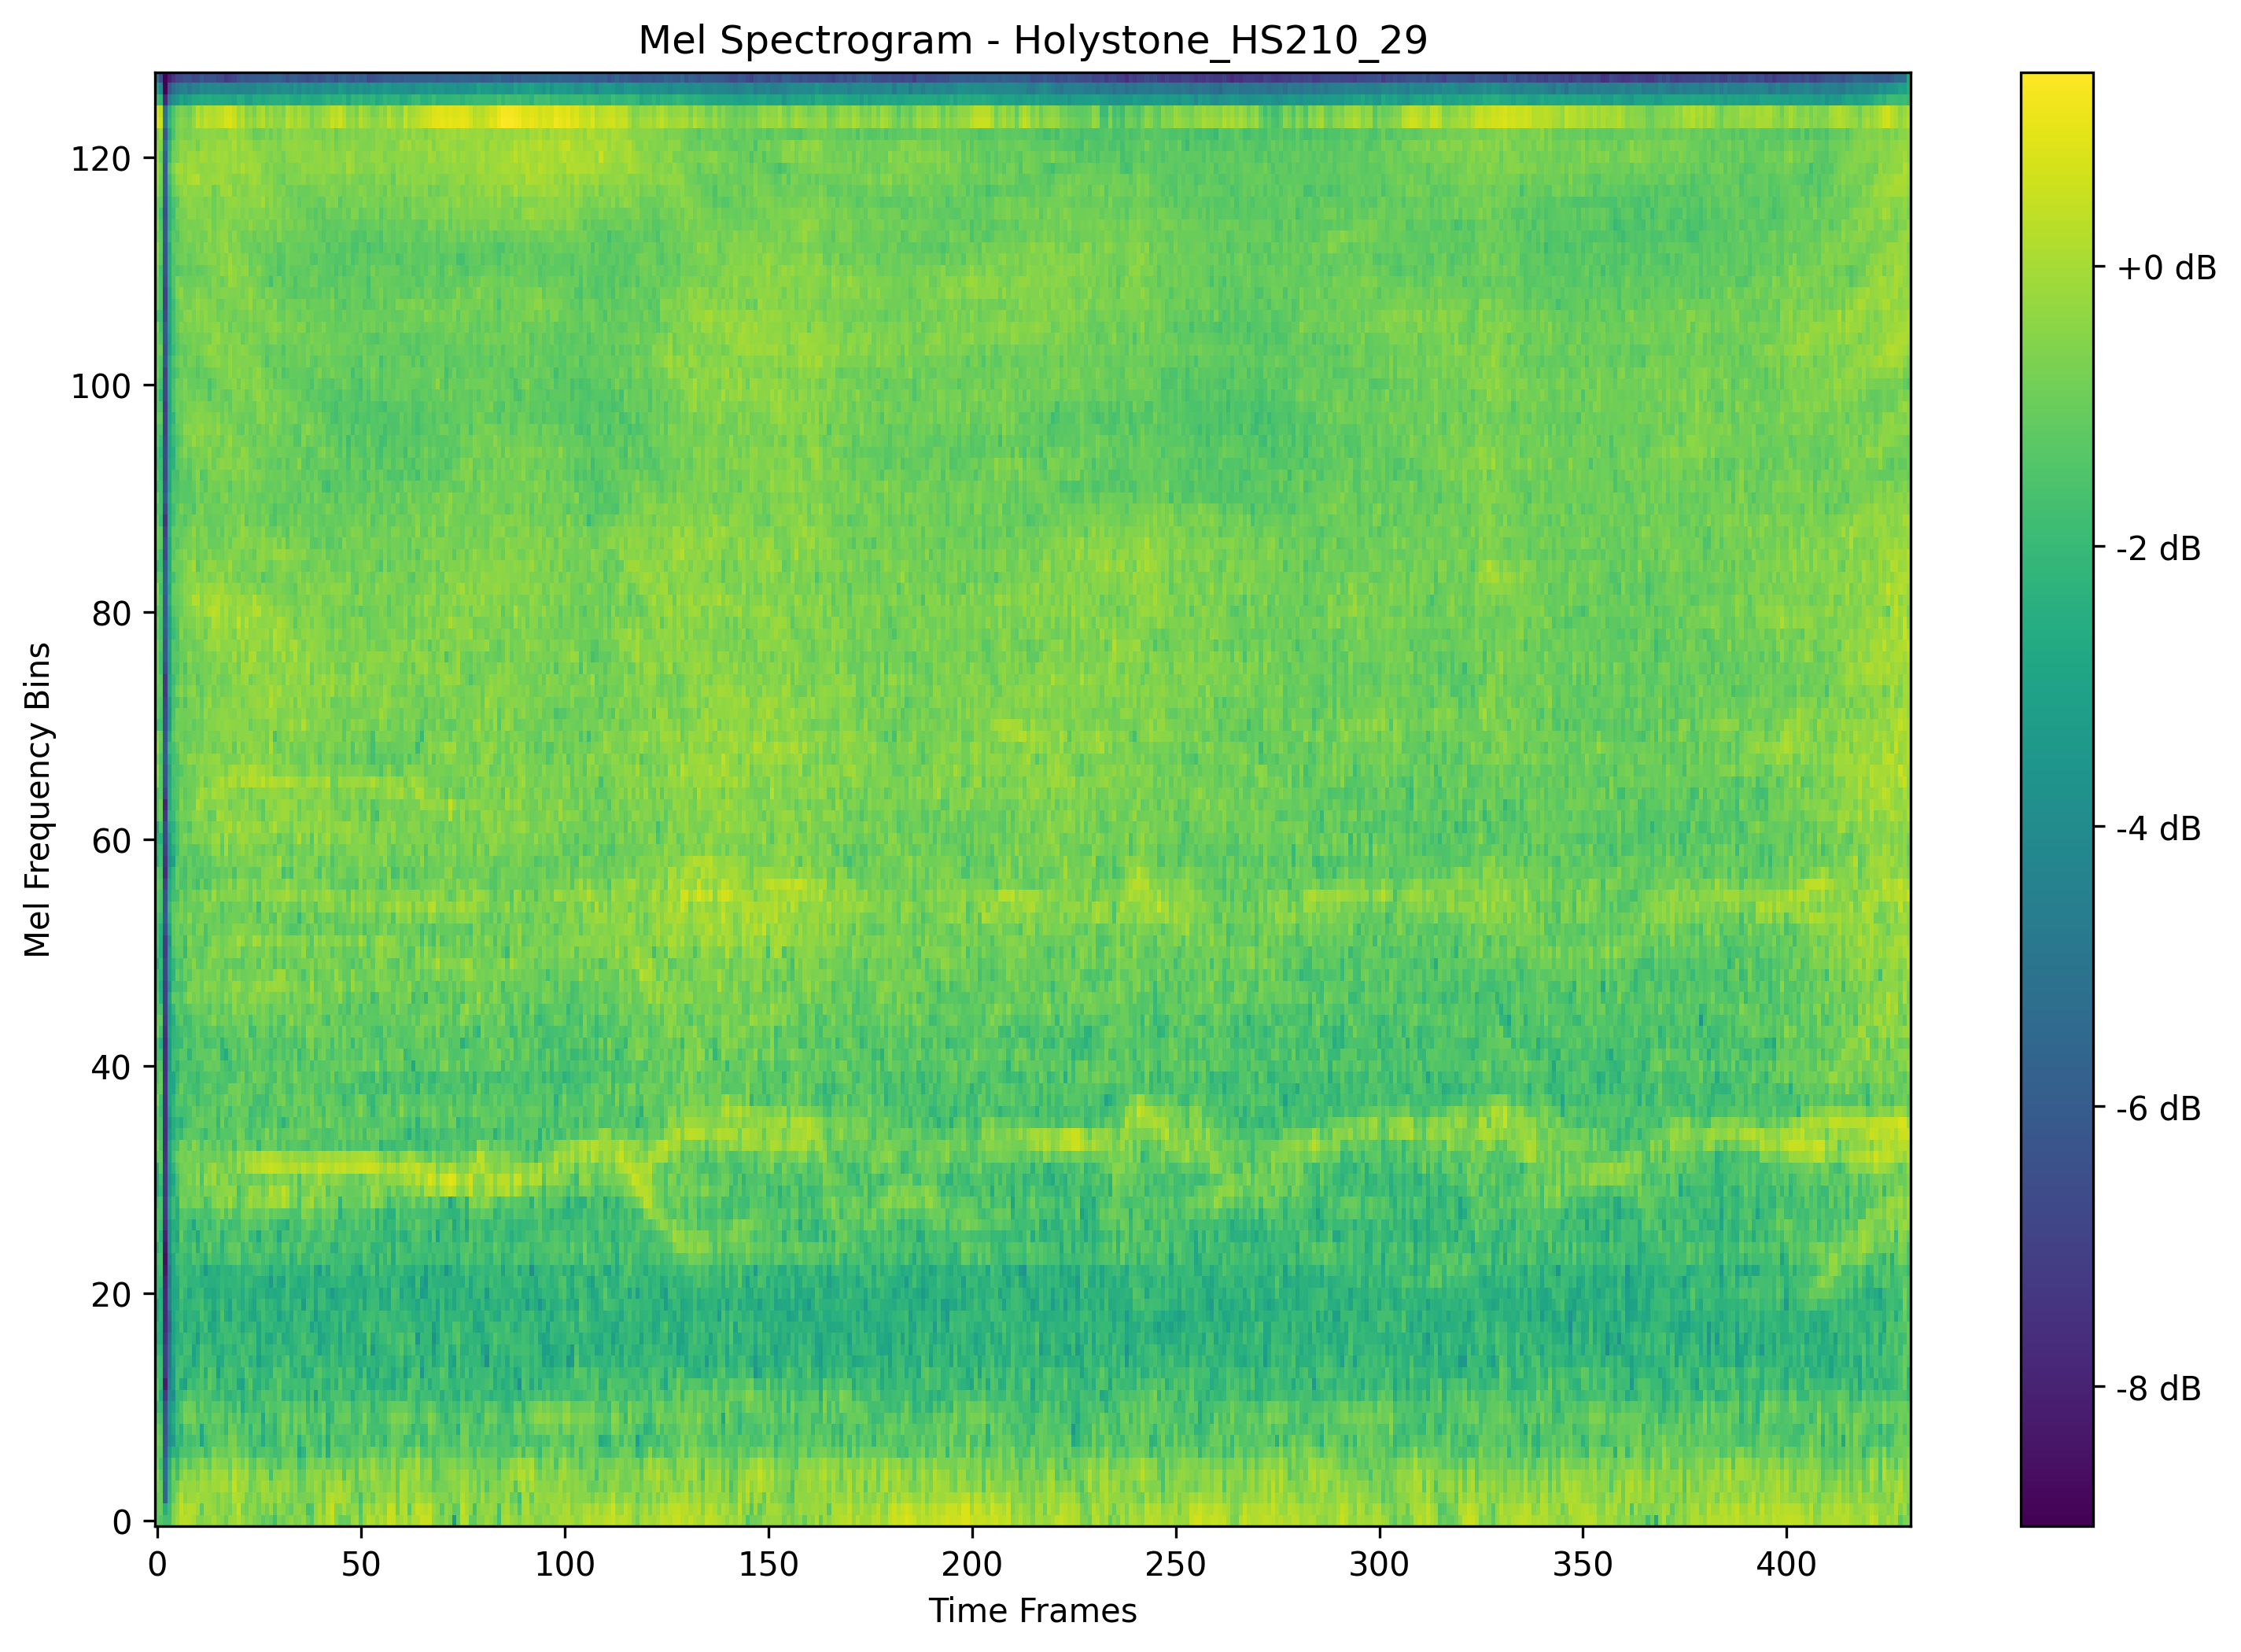 Mel Spectrogram - Holystone_HS210_29
Mel Frequency Bins
120
100
80
60
40
20
0
0 50 100 150 200 250 300 350 400
Time Frames
+0 dB
-2 dB
-4 dB
-6 dB
-8 dB